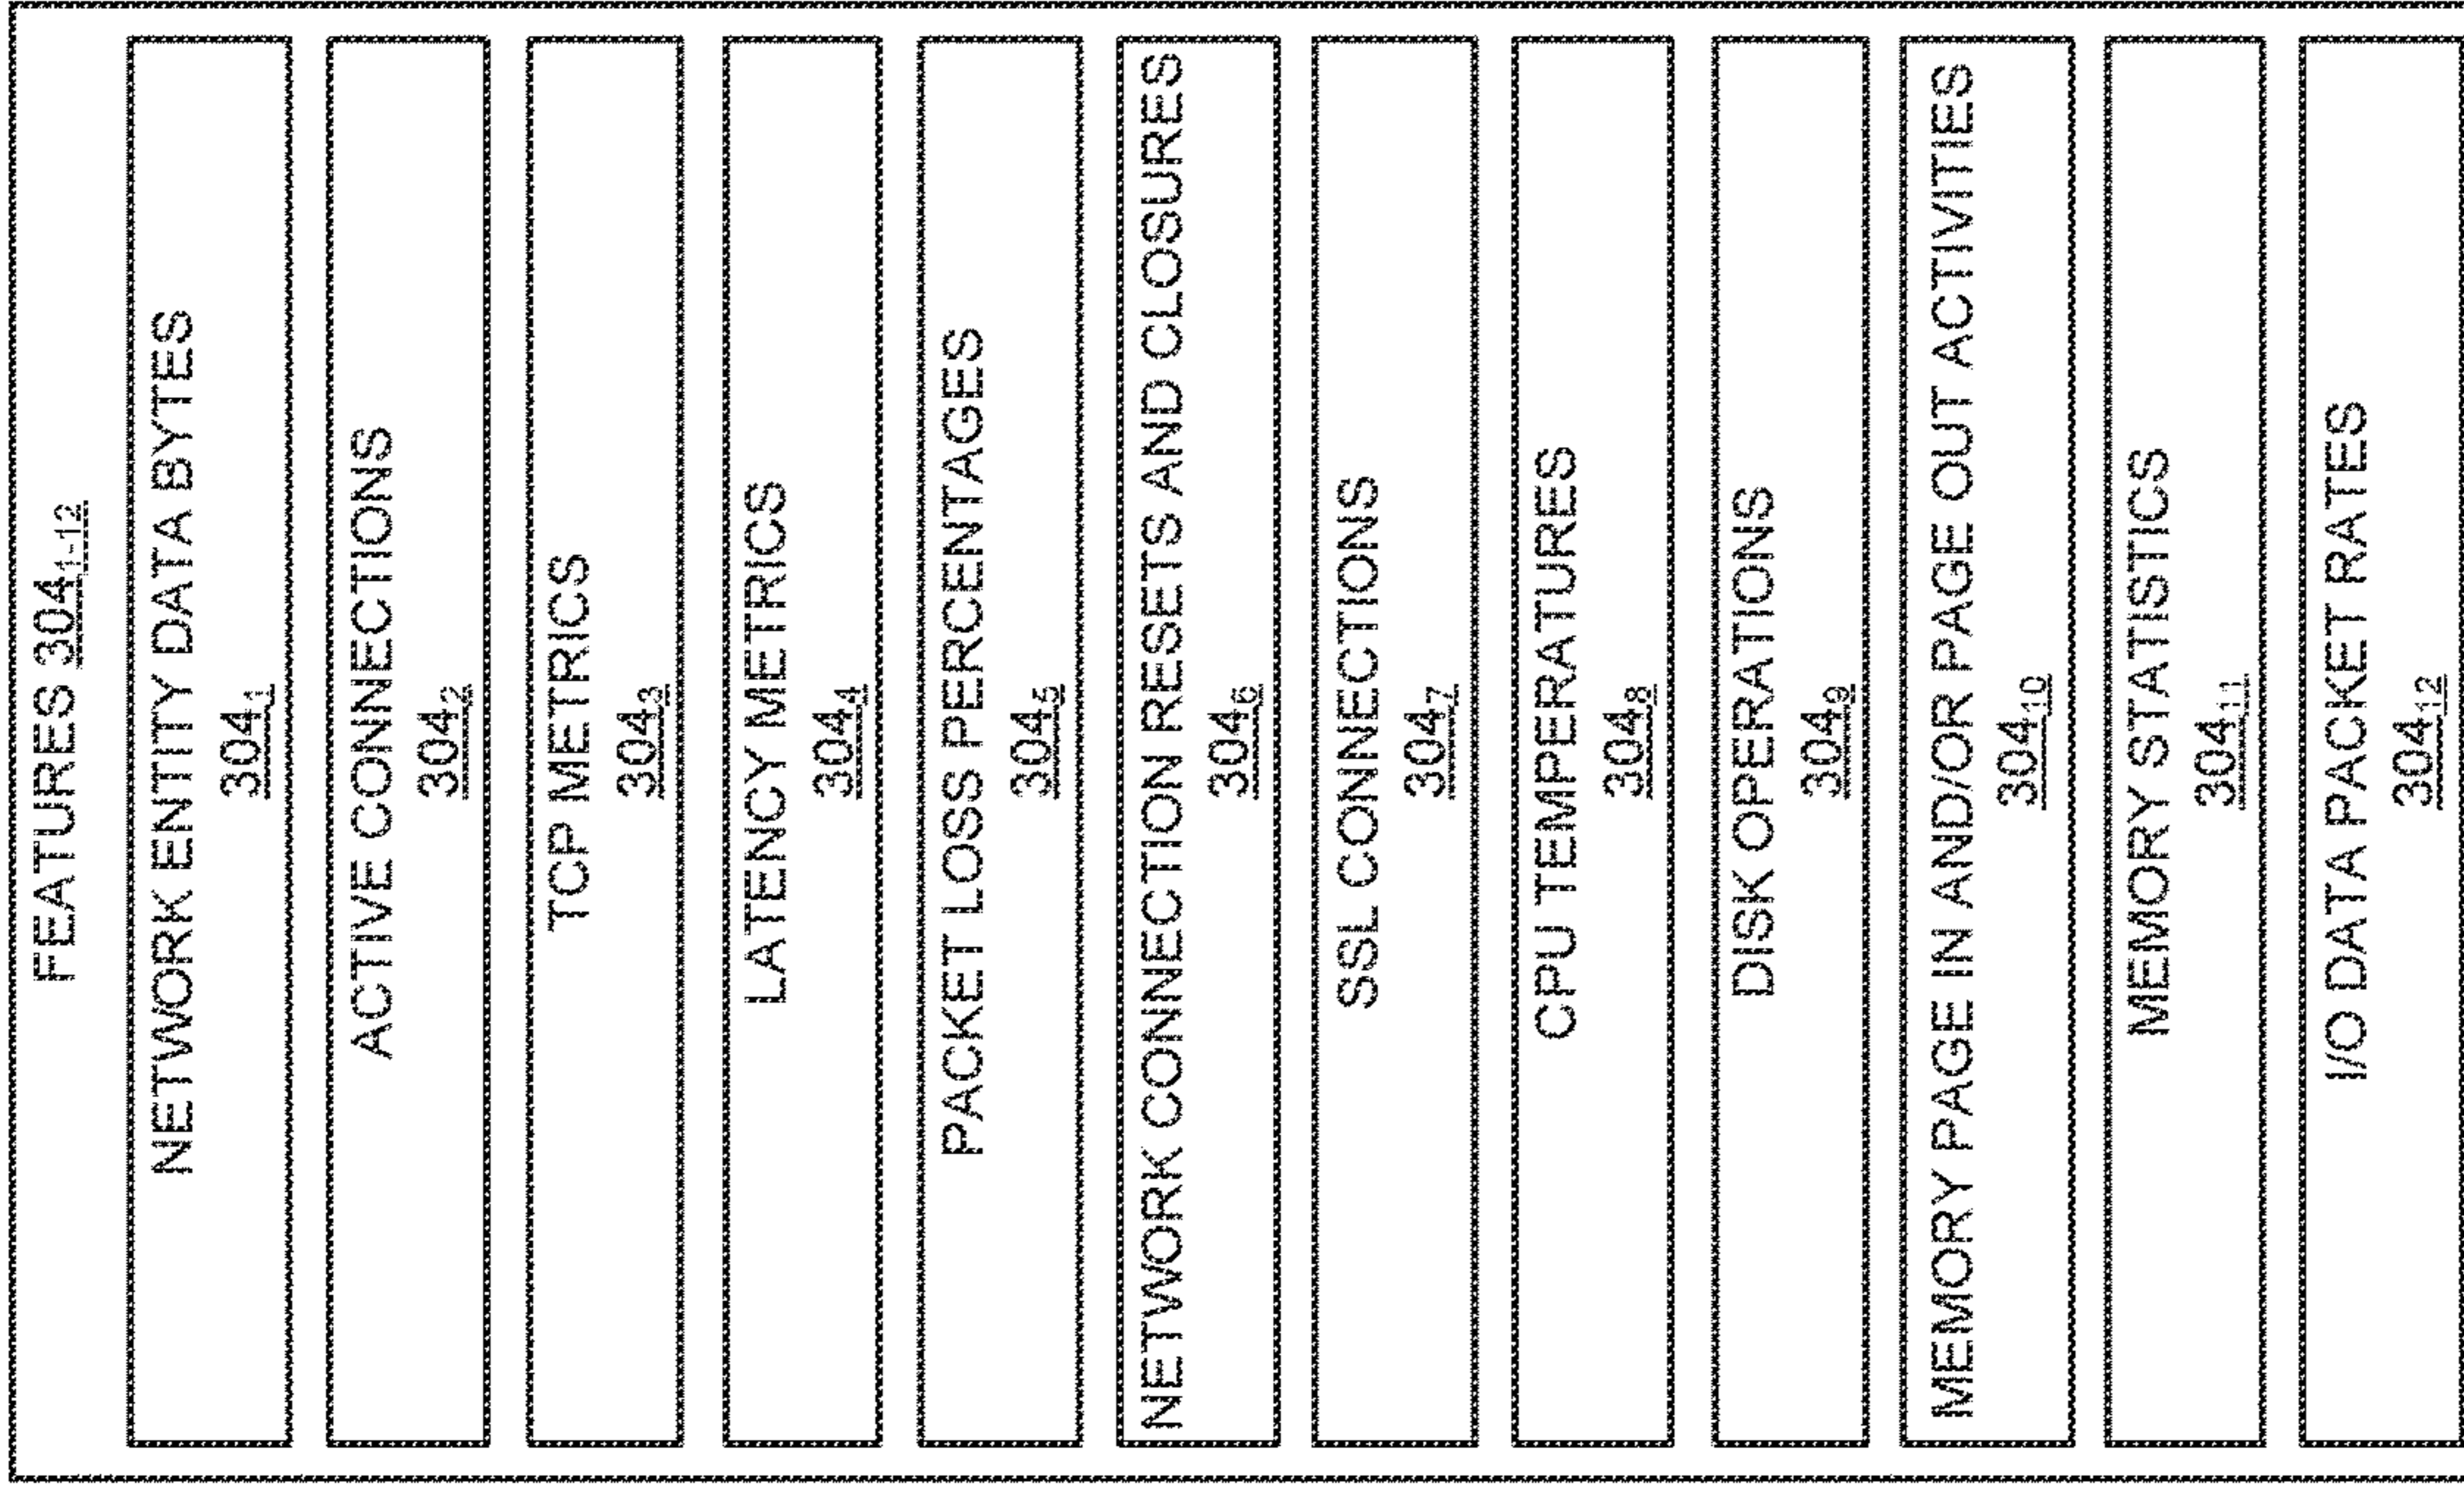 FEATURES 304₁₋₁₂
NETWORK ENTITY DATA BYTES
304₁
ACTIVE CONNECTIONS
304₂
TCP METRICS
304₃
LATENCY METRICS
304₄
PACKET LOSS PERCENTAGES
304₅
NETWORK CONNECTION RESETS AND CLOSURES
304₆
SSL CONNECTIONS
304₇
CPU TEMPERATURES
304₈
DISK OPERATIONS
304₉
MEMORY PAGE IN AND/OR PAGE OUT ACTIVITIES
304₁₀
MEMORY STATISTICS
304₁₁
I/O DATA PACKET RATES
304₁₂